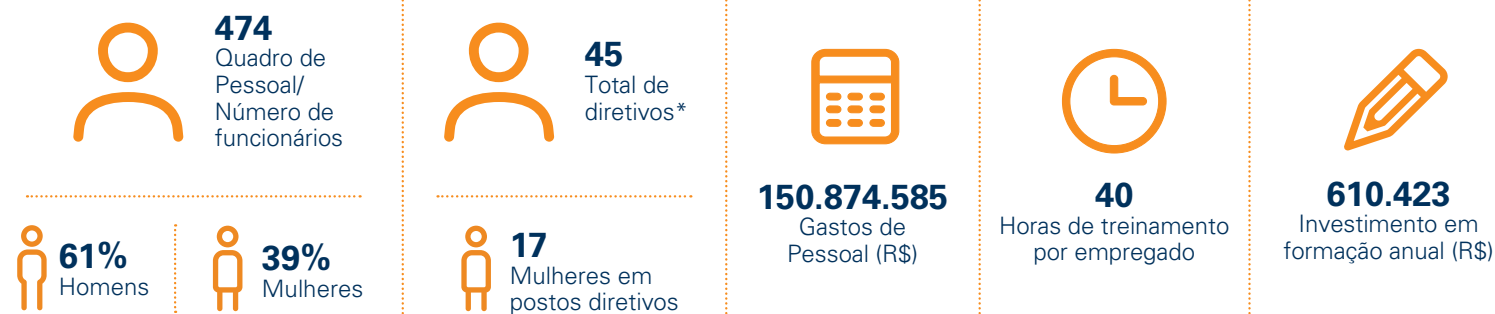 474
Quadro de
Pessoal/
Número de
funcionários
61%
Homens
39%
Mulheres
45
Total de
diretivos*
17
Mulheres em
postos diretivos
150.874.585
Gastos de
Pessoal (R$)
40
Horas de treinamento
por empregado
610.423
Investimento em
formação anual (R$)